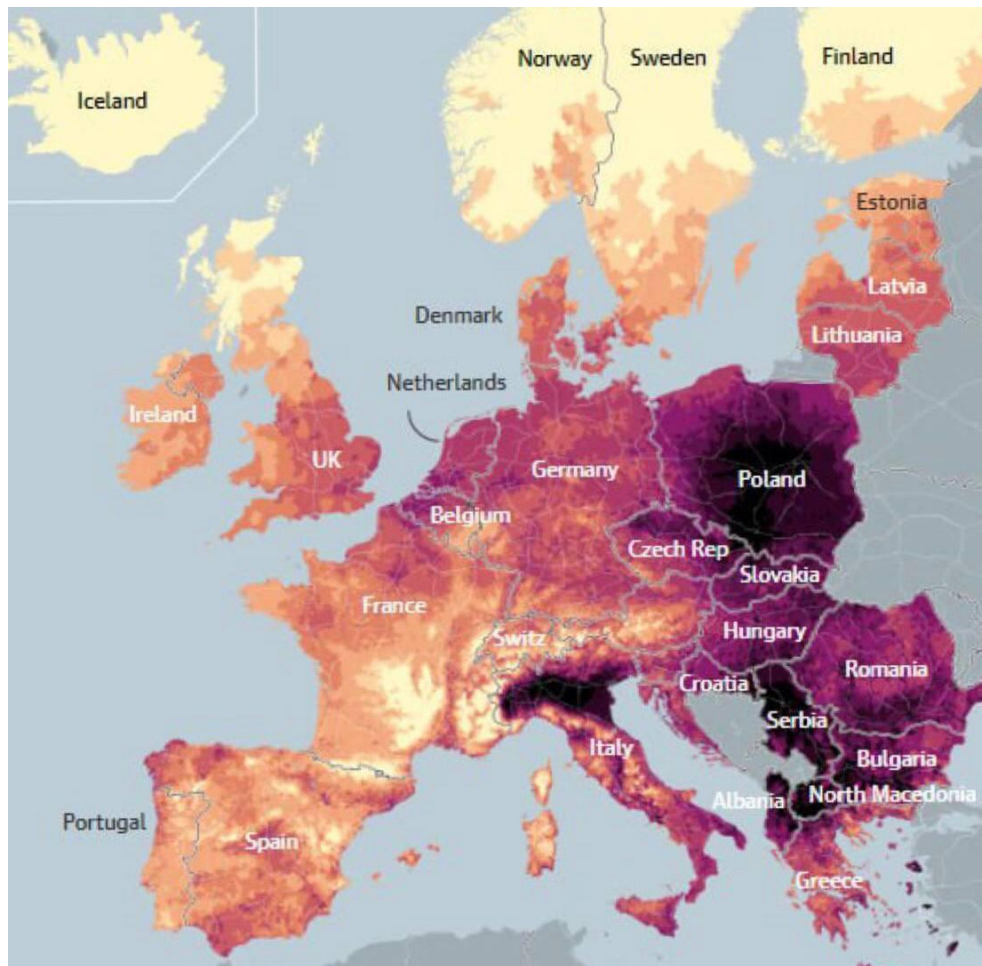 Norway
Sweden
Finland
Iceland
Estonia
Latvia
Denmark
Lithuania
Netherlands
Ireland
UK
Germany
Poland
Belgium
Czech Rep
Slovakia
France
Switz
Hungary
Romania
Croatia
Serbia
Italy
Bulgaria
Albania
North Macedonia
Portugal
Spain
Greece